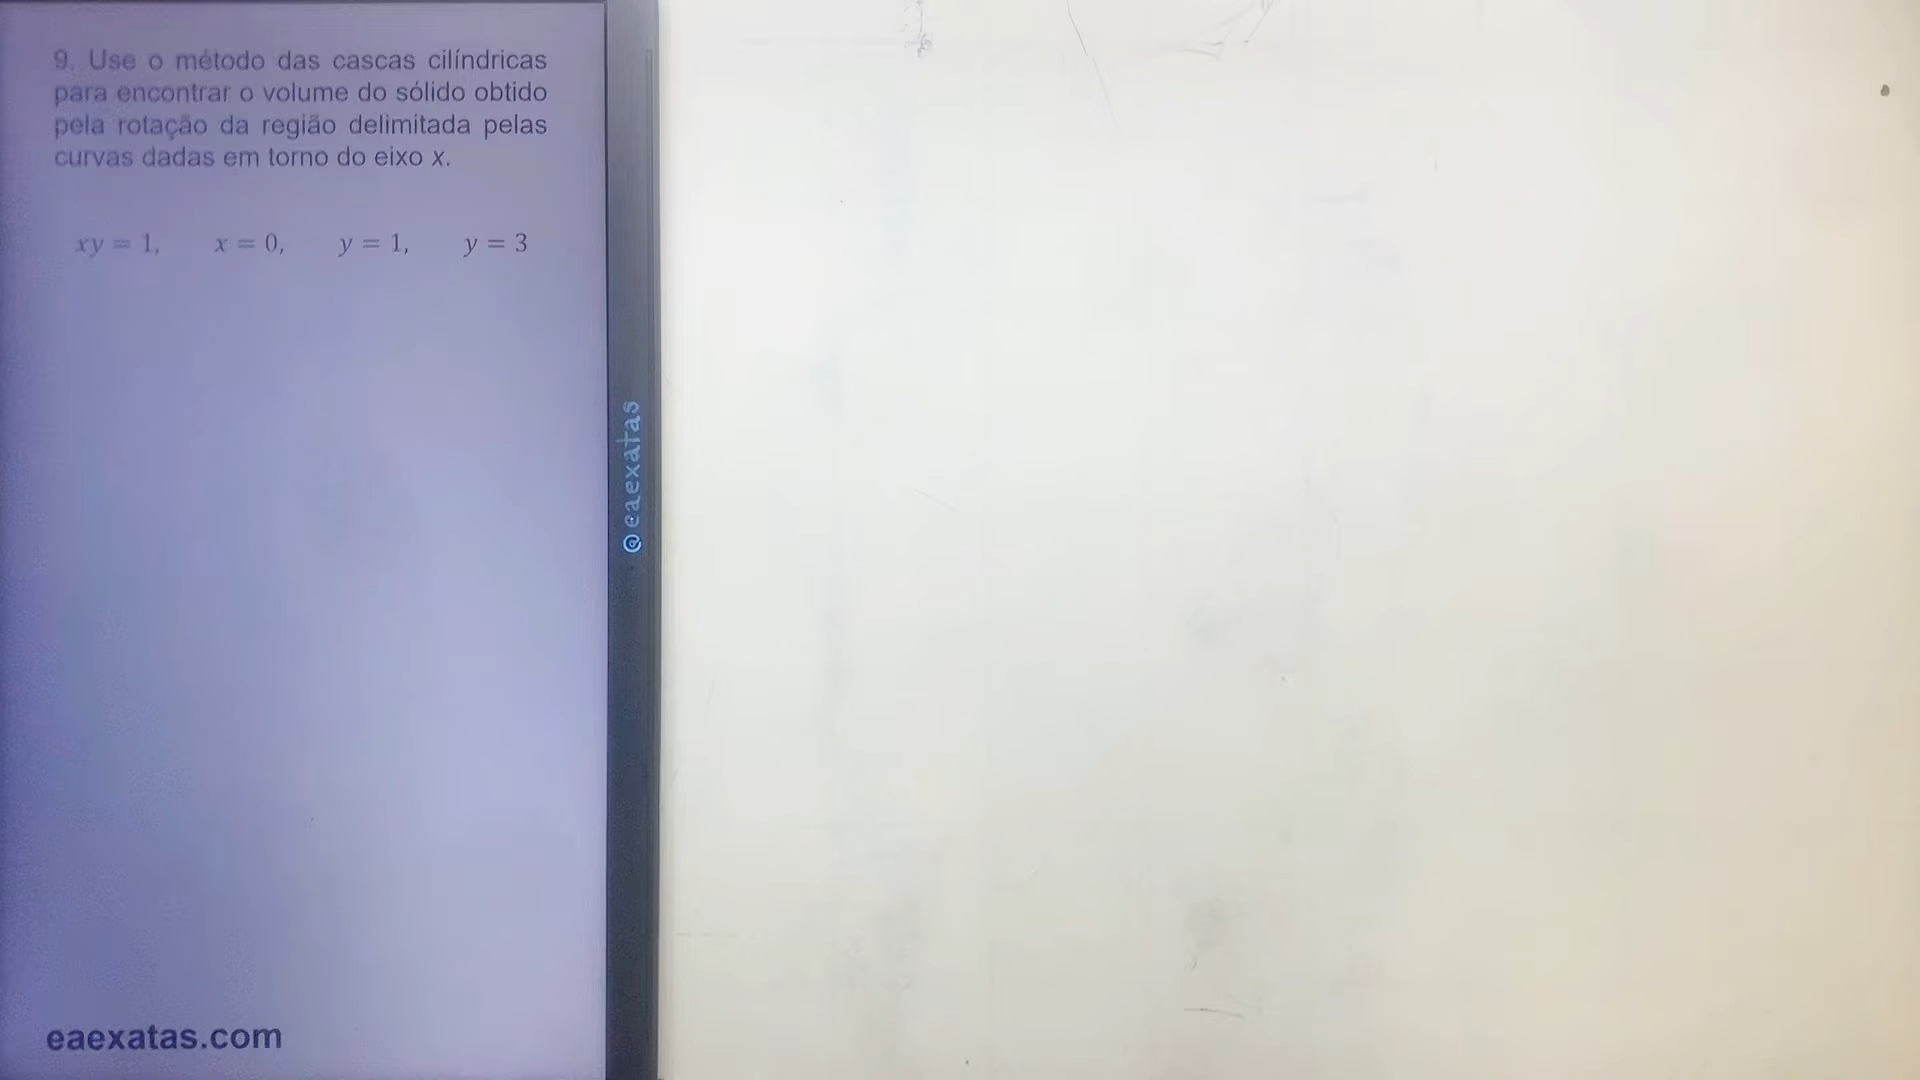 9. Use o método das cascas cilíndricas
para encontrar o volume do sólido obtido
pela rotação da região delimitada pelas
curvas dadas em torno do eixo x.
xy = 1, x = 0, y = 1, y = 3
@eaexatas
eaexatas.com